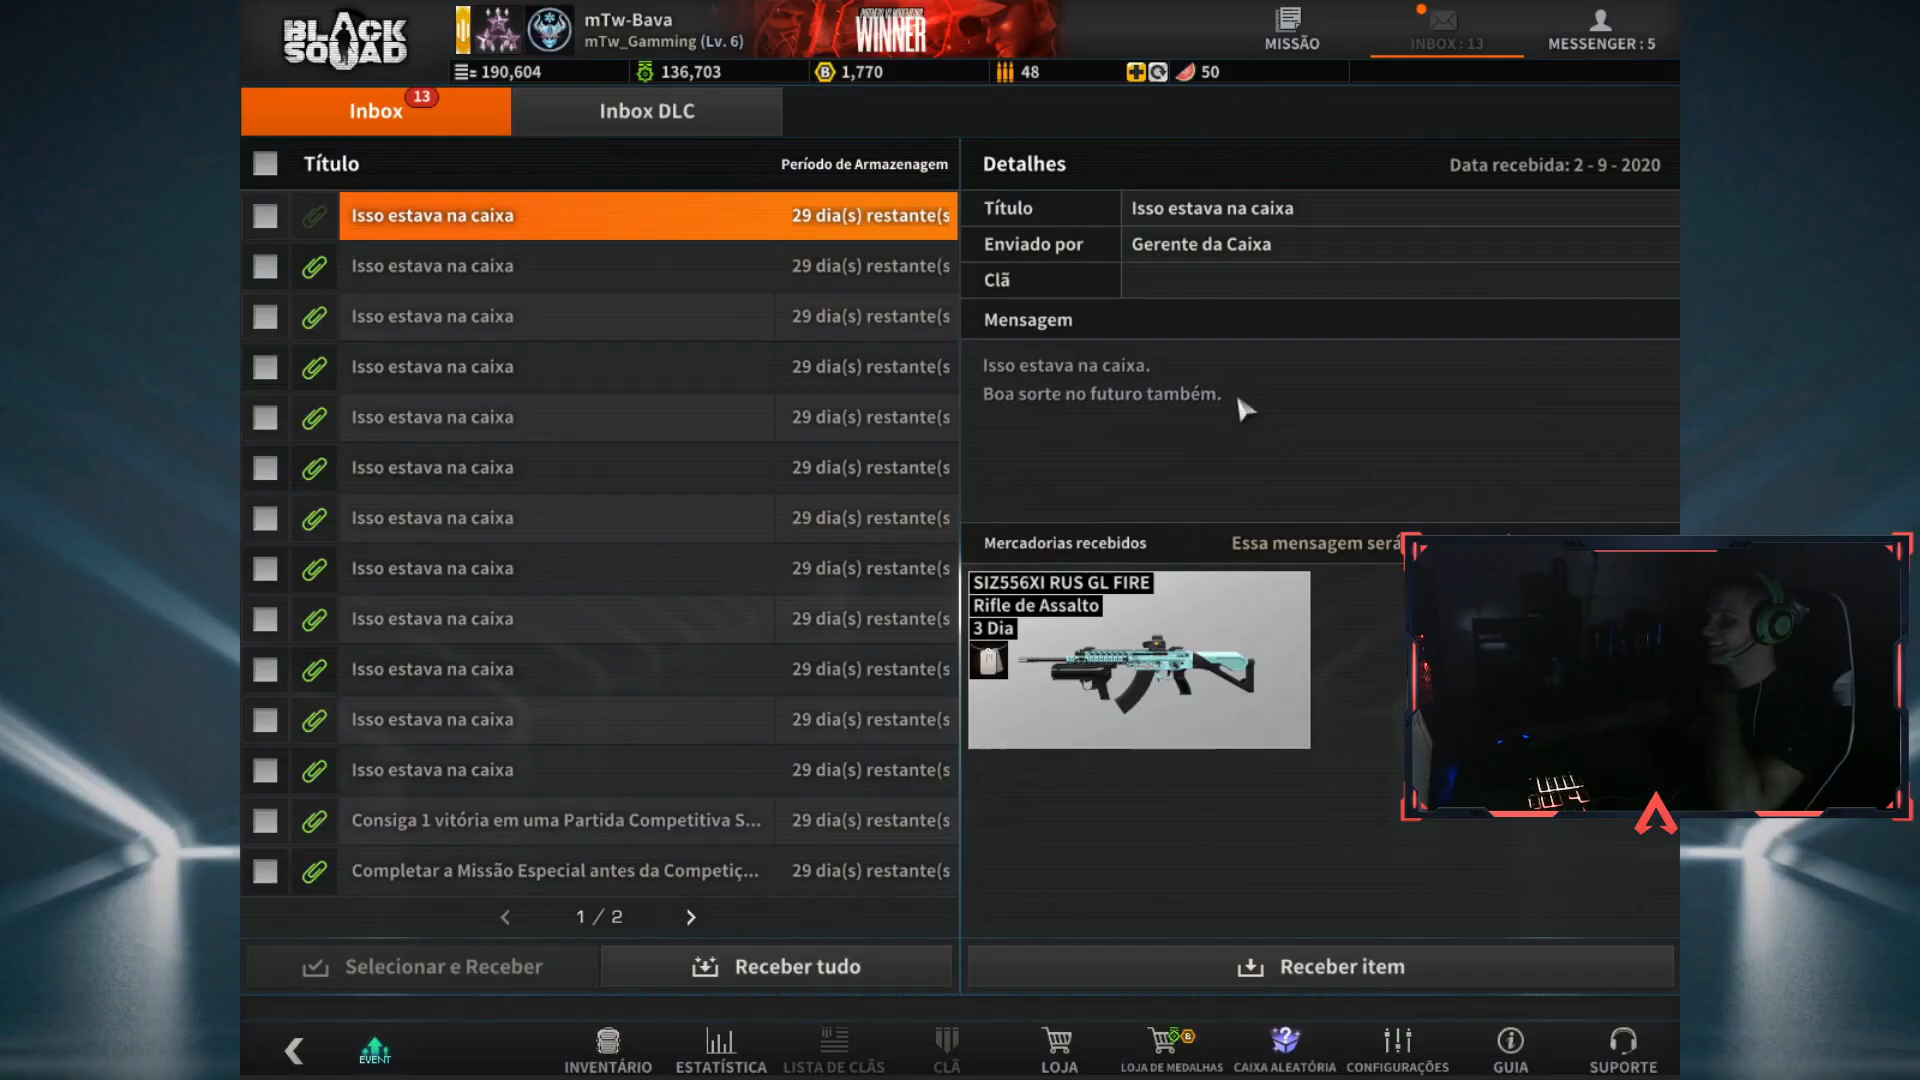 BLACK SQUAD
mTw-Bava
mTw_Gamming (Lv. 6)
WINNER
MISSÃO
INBOX : 13
MESSENGER : 5
190,604
136,703
1,770
48
50
Inbox 13
Inbox DLC
Título
Período de Armazenagem
Isso estava na caixa 29 dia(s) restante(s
Isso estava na caixa 29 dia(s) restante(s
Isso estava na caixa 29 dia(s) restante(s
Isso estava na caixa 29 dia(s) restante(s
Isso estava na caixa 29 dia(s) restante(s
Isso estava na caixa 29 dia(s) restante(s
Isso estava na caixa 29 dia(s) restante(s
Isso estava na caixa 29 dia(s) restante(s
Isso estava na caixa 29 dia(s) restante(s
Isso estava na caixa 29 dia(s) restante(s
Isso estava na caixa 29 dia(s) restante(s
Isso estava na caixa 29 dia(s) restante(s
Consiga 1 vitória em uma Partida Competitiva S... 29 dia(s) restante(s
Completar a Missão Especial antes da Competiç... 29 dia(s) restante(s
1 / 2
Selecionar e Receber
Receber tudo
Detalhes
Data recebida: 2 - 9 - 2020
Título Isso estava na caixa
Enviado por Gerente da Caixa
Clã
Mensagem
Isso estava na caixa.
Boa sorte no futuro também.
Mercadorias recebidos
Essa mensagem será
SIZ556XI RUS GL FIRE
Rifle de Assalto
3 Dia
Receber item
EVENT
INVENTÁRIO
ESTATÍSTICA
LISTA DE CLÃS
CLÃ
LOJA
LOJA DE MEDALHAS
CAIXA ALEATÓRIA
CONFIGURAÇÕES
GUIA
SUPORTE